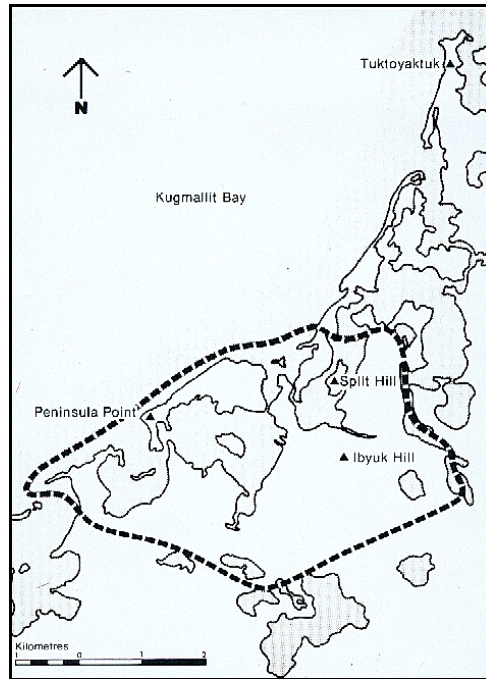 Tuktoyaktuk
N
Kugmallit Bay
Split Hill
Peninsula Point
Ibyuk Hill
Kilometres
1 0 1 2